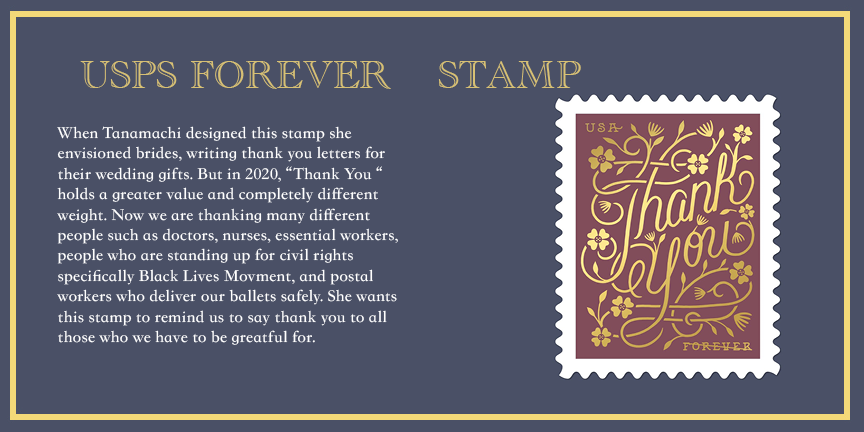 USPS FOREVER STAMP
When Tanamachi designed this stamp she
envisioned brides, writing thank you letters for
their wedding gifts. But in 2020, “Thank You “
holds a greater value and completely different
weight. Now we are thanking many different
people such as doctors, nurses, essential workers,
people who are standing up for civil rights
specifically Black Lives Movment, and postal
workers who deliver our ballets safely. She wants
this stamp to remind us to say thank you to all
those who we have to be greatful for.
USA
Thank
You
FOREVER